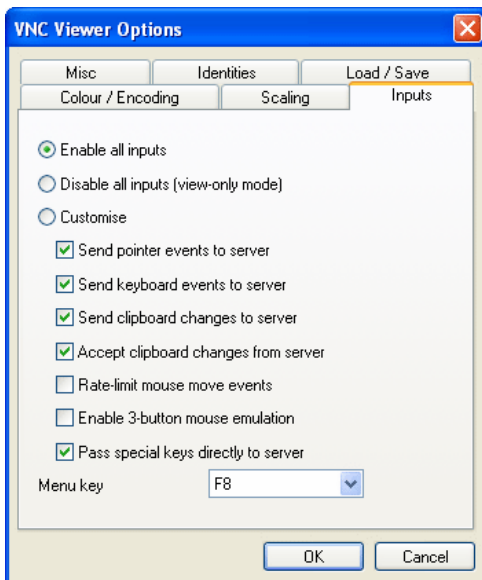 VNC Viewer Options
Misc Identities Load / Save
Colour / Encoding Scaling Inputs
Enable all inputs
Disable all inputs (view-only mode)
Customise
Send pointer events to server
Send keyboard events to server
Send clipboard changes to server
Accept clipboard changes from server
Rate-limit mouse move events
Enable 3-button mouse emulation
Pass special keys directly to server
Menu key F8
OK Cancel